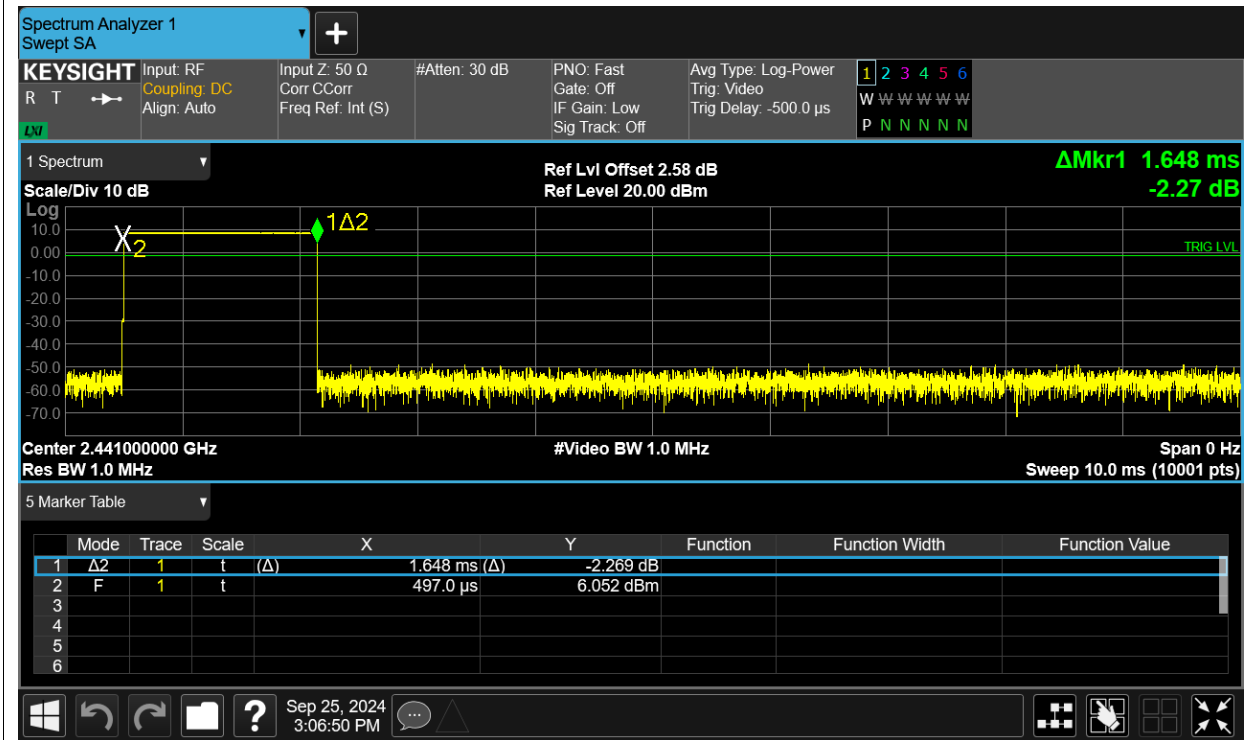 Spectrum Analyzer 1
Swept SA
KEYSIGHT Input: RF Input Z: 50 Ω #Atten: 30 dB PNO: Fast Avg Type: Log-Power 1 2 3 4 5 6
R T Coupling: DC Corr CCorr Gate: Off Trig: Video W W W W W W
Align: Auto Freq Ref: Int (S) IF Gain: Low Trig Delay: -500.0 µs
LXI Sig Track: Off P N N N N N
1 Spectrum Ref Lvl Offset 2.58 dB ΔMkr1 1.648 ms
Scale/Div 10 dB Ref Level 20.00 dBm -2.27 dB
Log
10.0
0.00
-10.0
-20.0
-30.0
-40.0
-50.0
-60.0
-70.0
2
1Δ2
TRIG LVL
Center 2.441000000 GHz #Video BW 1.0 MHz Span 0 Hz
Res BW 1.0 MHz Sweep 10.0 ms (10001 pts)
5 Marker Table
Mode Trace Scale X Y Function Function Width Function Value
1 Δ2 1 t (Δ) 1.648 ms (Δ) -2.269 dB
2 F 1 t 497.0 µs 6.052 dBm
3
4
5
6
?
Sep 25, 2024
3:06:50 PM